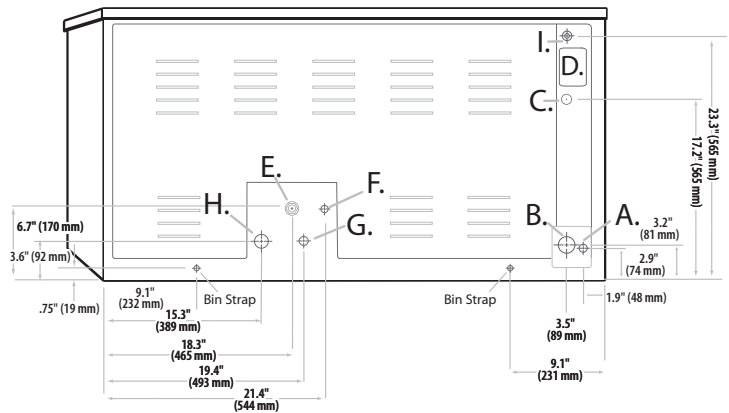 I.
D.
C.
23.3" (565 mm)
17.2" (565 mm)
E.
F.
H.
G.
B.
A.
6.7" (170 mm)
3.6" (92 mm)
3.2"
(81 mm)
2.9"
(74 mm)
.75" (19 mm)
9.1"
(232 mm)
Bin Strap
Bin Strap
1.9" (48 mm)
15.3"
(389 mm)
3.5"
(89 mm)
18.3"
(465 mm)
19.4"
(493 mm)
9.1"
(231 mm)
21.4"
(544 mm)